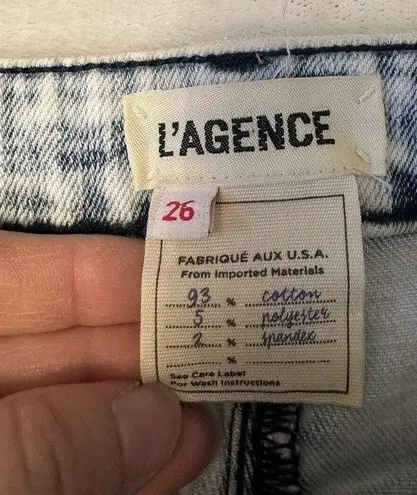 L'AGENCE
26
FABRIQUÉ AUX U.S.A.
From Imported Materials
93 % cotton
5 % polyester
2 % spandex
%
See Care Label
For Wash Instructions